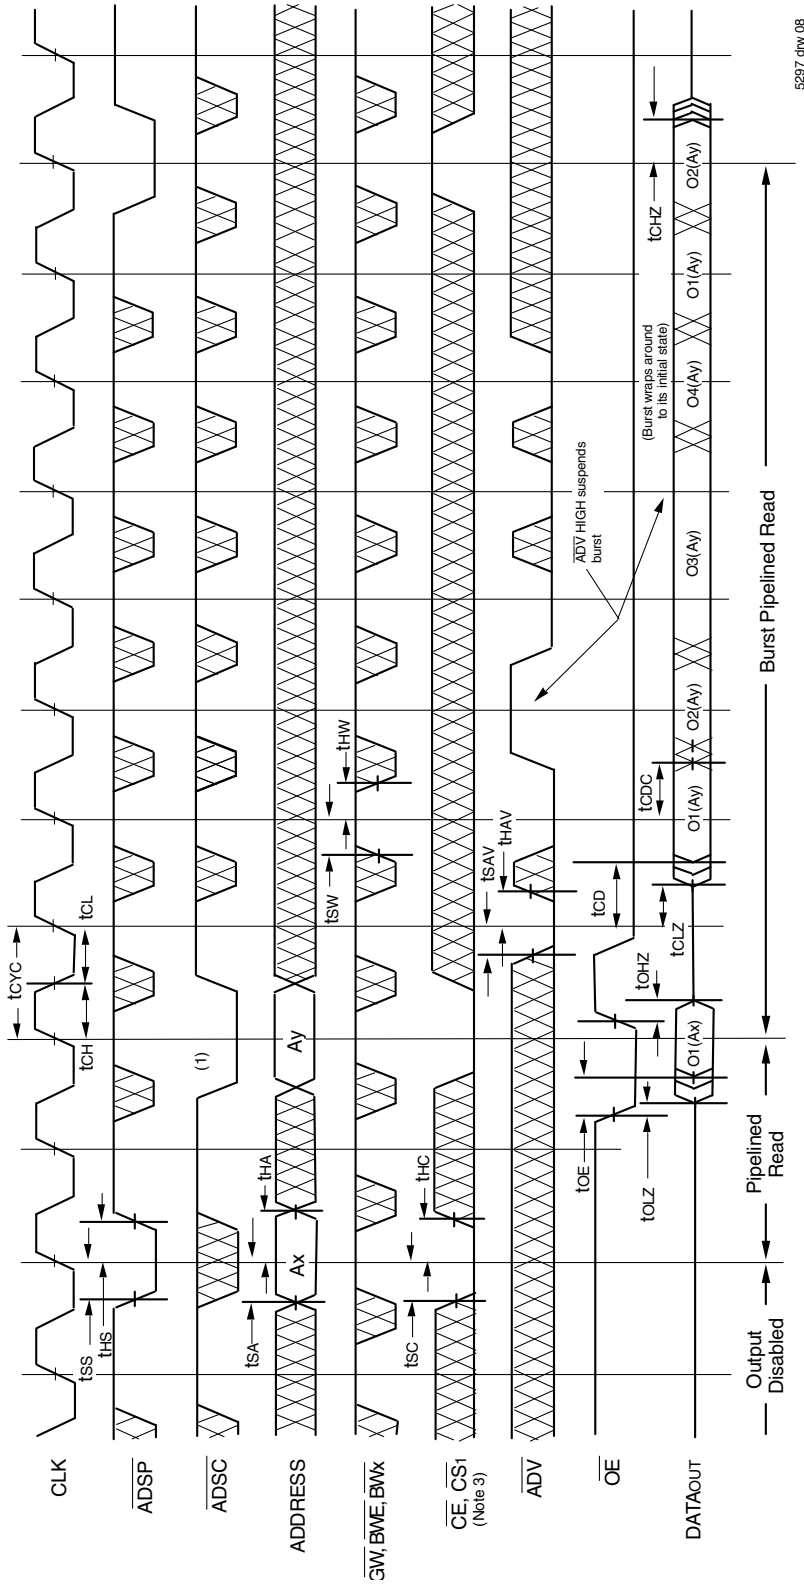 CLK
tCYC
tCH
tCL
ADSP
tSS
tHS
ADSC
(1)
ADDRESS
tSA
tHA
Ax
Ay
GW, BWE, BWx
tSW
tHW
CE, CS1
(Note 3)
tSC
tHC
ADV
tSAV
tHAV
ADV HIGH suspends
burst
OE
tOE
tOHZ
tCD
tOLZ
tCLZ
tCDC
(Burst wraps around
to its initial state)
tCHZ
DATAOUT
O1(Ax)
O1(Ay)
O2(Ay)
O3(Ay)
O4(Ay)
O1(Ay)
O2(Ay)
Output
Disabled
Pipelined
Read
Burst Pipelined Read
5297 drw 08